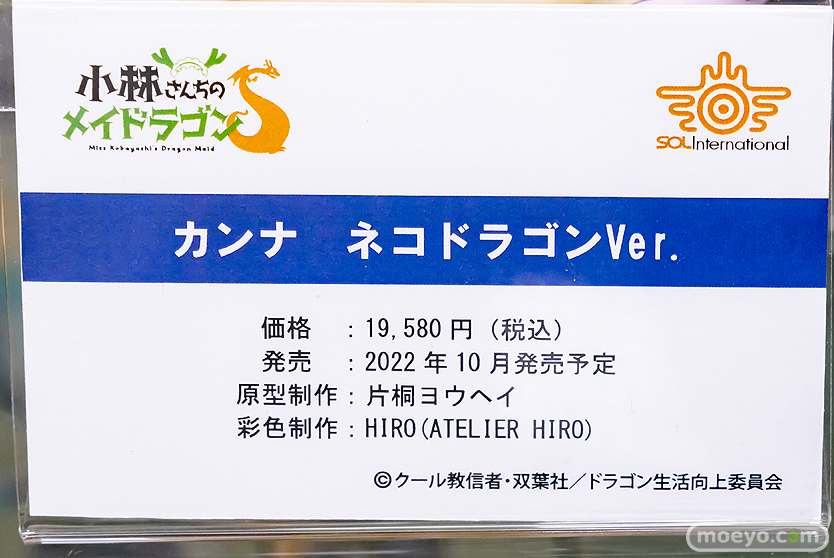 小林さんちの
メイドラゴンS
Miss Kobayashi's Dragon Maid
SOL International
カンナ　ネコドラゴンVer.
価格　：19,580円（税込）
発売　：2022年10月発売予定
原型制作：片桐ヨウヘイ
彩色制作：HIRO(ATELIER HIRO)
©クール教信者・双葉社／ドラゴン生活向上委員会
moeyo.com